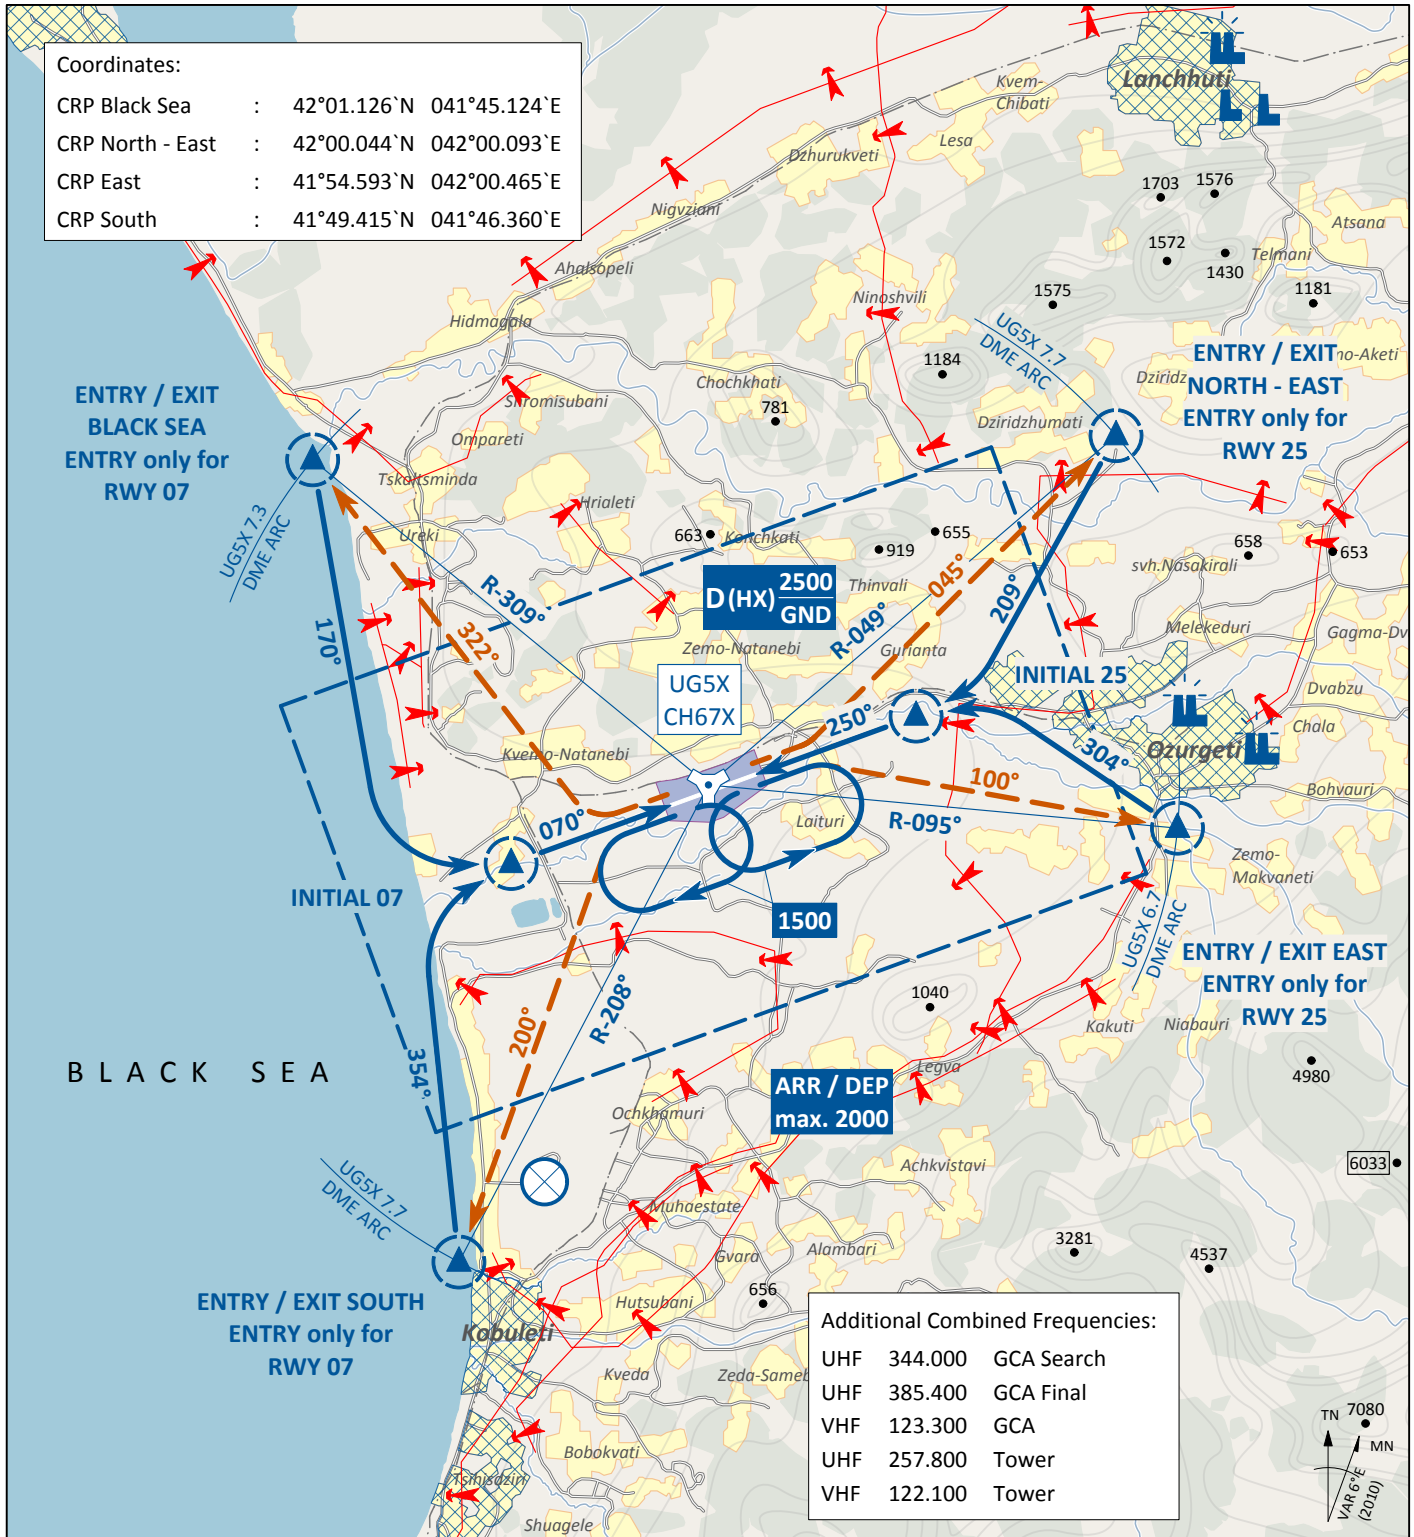 Coordinates:
CRP Black Sea : 42°01.126`N 041°45.124`E
CRP North - East : 42°00.044`N 042°00.093`E
CRP East : 41°54.593`N 042°00.465`E
CRP South : 41°49.415`N 041°46.360`E
Lanchhuti
Kvem-
Chibati
Lesa
Dzhurukveti
Nigvziani
1703
1576
Atsana
1572
1430
Telmani
1181
Ahalsopeli
Ninoshvili
1575
Hidmagala
UG5X 7.7
DME ARC
ENTRY / EXIT
NORTH - EAST
ENTRY only for
RWY 25
mo-Aketi
Dziridz
1184
Chochkhati
781
Shromisubani
Ompareti
Dziridzhumati
ENTRY / EXIT
BLACK SEA
ENTRY only for
RWY 07
Tskaltsminda
Hrialeti
UG5X 7.3
DME ARC
Ureki
663
Konchkati
655
919
658
653
svh.Nasakirali
Thinvali
R-309°
D (HX) 2500
GND
045°
209°
170°
322°
R-049°
Melekeduri
Gagma-Dv
Zemo-Natanebi
Gurianta
INITIAL 25
UG5X
CH67X
Dvabzu
Chala
250°
304°
Ozurgeti
Kvemo-Natanebi
100°
Bohvauri
070°
Laituri
R-095°
Zemo-
Makvaneti
INITIAL 07
1500
UG5X 6.7
DME ARC
ENTRY / EXIT EAST
ENTRY only for
RWY 25
1040
Kakuti
Niabauri
R-208°
200°
354°
BLACK SEA
4980
Legva
ARR / DEP
max. 2000
Ochkhamuri
Achkvistavi
6033
UG5X 7.7
DME ARC
Muhaestate
Gvara
Alambari
3281
4537
ENTRY / EXIT SOUTH
ENTRY only for
RWY 07
Hutsubani
656
Kobuleti
Kveda
Zeda-Sameb
Additional Combined Frequencies:
UHF 344.000 GCA Search
UHF 385.400 GCA Final
VHF 123.300 GCA
UHF 257.800 Tower
VHF 122.100 Tower
Bobokvati
Tsihisdziri
Shuagele
TN
7080
MN
VAR 6°E
(2010)